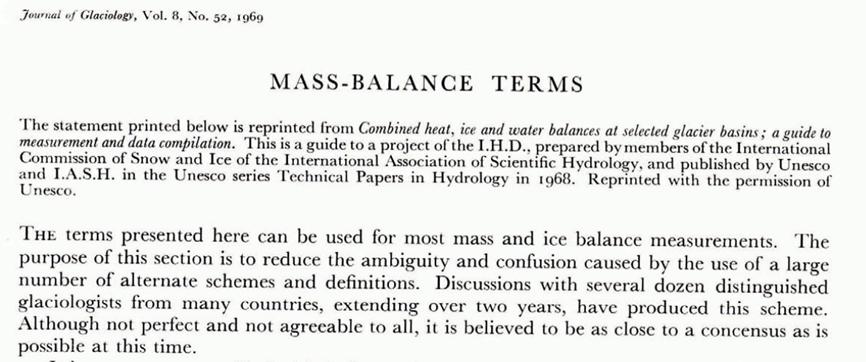 Journal of Glaciology, Vol. 8, No. 52, 1969
MASS-BALANCE TERMS
The statement printed below is reprinted from Combined heat, ice and water balances at selected glacier basins; a guide to
measurement and data compilation. This is a guide to a project of the I.H.D., prepared by members of the International
Commission of Snow and Ice of the International Association of Scientific Hydrology, and published by Unesco
and I.A.S.H. in the Unesco series Technical Papers in Hydrology in 1968. Reprinted with the permission of
Unesco.
THE terms presented here can be used for most mass and ice balance measurements. The
purpose of this section is to reduce the ambiguity and confusion caused by the use of a large
number of alternate schemes and definitions. Discussions with several dozen distinguished
glaciologists from many countries, extending over two years, have produced this scheme.
Although not perfect and not agreeable to all, it is believed to be as close to a concensus as is
possible at this time.